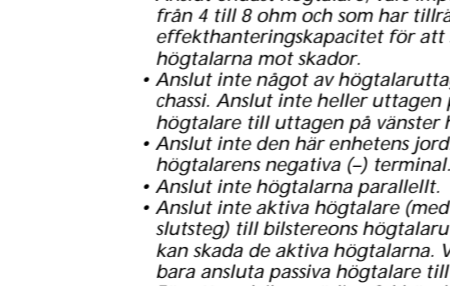 från 4 till 8 ohm och som har tillrä
effekthanteringskapacitet för att
högtalarna mot skador.
• Anslut inte något av högtalarutta
chassi. Anslut inte heller uttagen p
högtalare till uttagen på vänster h
• Anslut inte den här enhetens jord
högtalarens negativa (–) terminal.
• Anslut inte högtalarna parallellt.
• Anslut inte aktiva högtalare (med
slutsteg) till bilstereons högtalaru
kan skada de aktiva högtalarna. V
bara ansluta passiva högtalare till